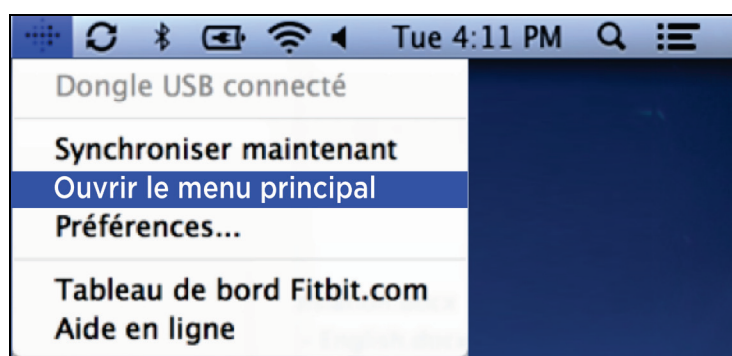 Tue 4:11 PM
Dongle USB connecté
Synchroniser maintenant
Ouvrir le menu principal
Préférences...
Tableau de bord Fitbit.com
Aide en ligne